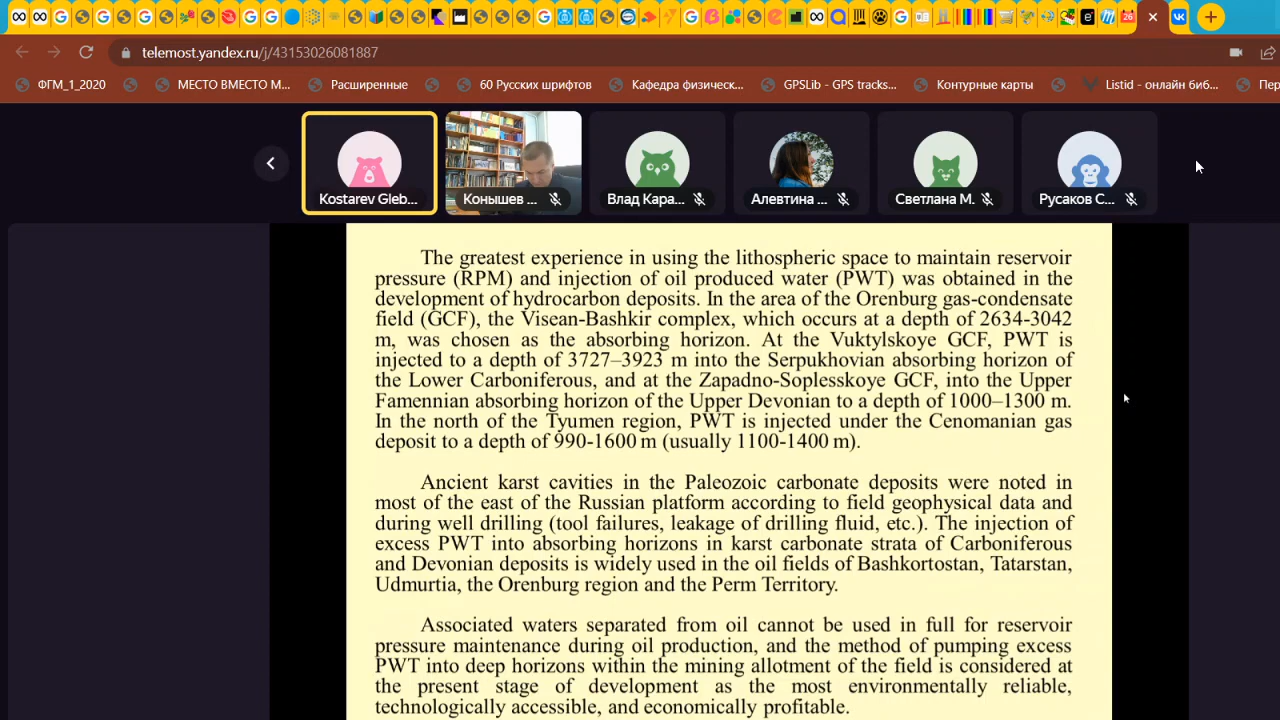 26
telemost.yandex.ru/j/43153026081887
ФГМ_1_2020
МЕСТО ВМЕСТО М...
Расширенные
60 Русских шрифтов
Кафедра физическ...
GPSLib - GPS tracks...
Контурные карты
Listid - онлайн биб...
Пер
Kostarev Gleb...
Конышев ...
Влад Кара...
Алевтина ...
Светлана М.
Русаков С...
The greatest experience in using the lithospheric space to maintain reservoir
pressure (RPM) and injection of oil produced water (PWT) was obtained in the
development of hydrocarbon deposits. In the area of the Orenburg gas-condensate
field (GCF), the Visean-Bashkir complex, which occurs at a depth of 2634-3042
m, was chosen as the absorbing horizon. At the Vuktylskoye GCF, PWT is
injected to a depth of 3727–3923 m into the Serpukhovian absorbing horizon of
the Lower Carboniferous, and at the Zapadno-Soplesskoye GCF, into the Upper
Famennian absorbing horizon of the Upper Devonian to a depth of 1000–1300 m.
In the north of the Tyumen region, PWT is injected under the Cenomanian gas
deposit to a depth of 990-1600 m (usually 1100-1400 m).
Ancient karst cavities in the Paleozoic carbonate deposits were noted in
most of the east of the Russian platform according to field geophysical data and
during well drilling (tool failures, leakage of drilling fluid, etc.). The injection of
excess PWT into absorbing horizons in karst carbonate strata of Carboniferous
and Devonian deposits is widely used in the oil fields of Bashkortostan, Tatarstan,
Udmurtia, the Orenburg region and the Perm Territory.
Associated waters separated from oil cannot be used in full for reservoir
pressure maintenance during oil production, and the method of pumping excess
PWT into deep horizons within the mining allotment of the field is considered at
the present stage of development as the most environmentally reliable,
technologically accessible, and economically profitable.